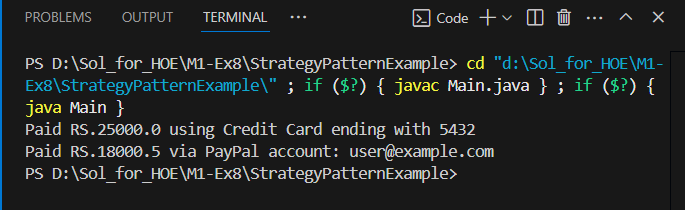 PROBLEMS OUTPUT TERMINAL ... Code
PS D:\Sol_for_HOE\M1-Ex8\StrategyPatternExample> cd "d:\Sol_for_HOE\M1-
Ex8\StrategyPatternExample\" ; if ($?) { javac Main.java } ; if ($?) {
java Main }
Paid RS.25000.0 using Credit Card ending with 5432
Paid RS.18000.5 via PayPal account: user@example.com
PS D:\Sol_for_HOE\M1-Ex8\StrategyPatternExample>